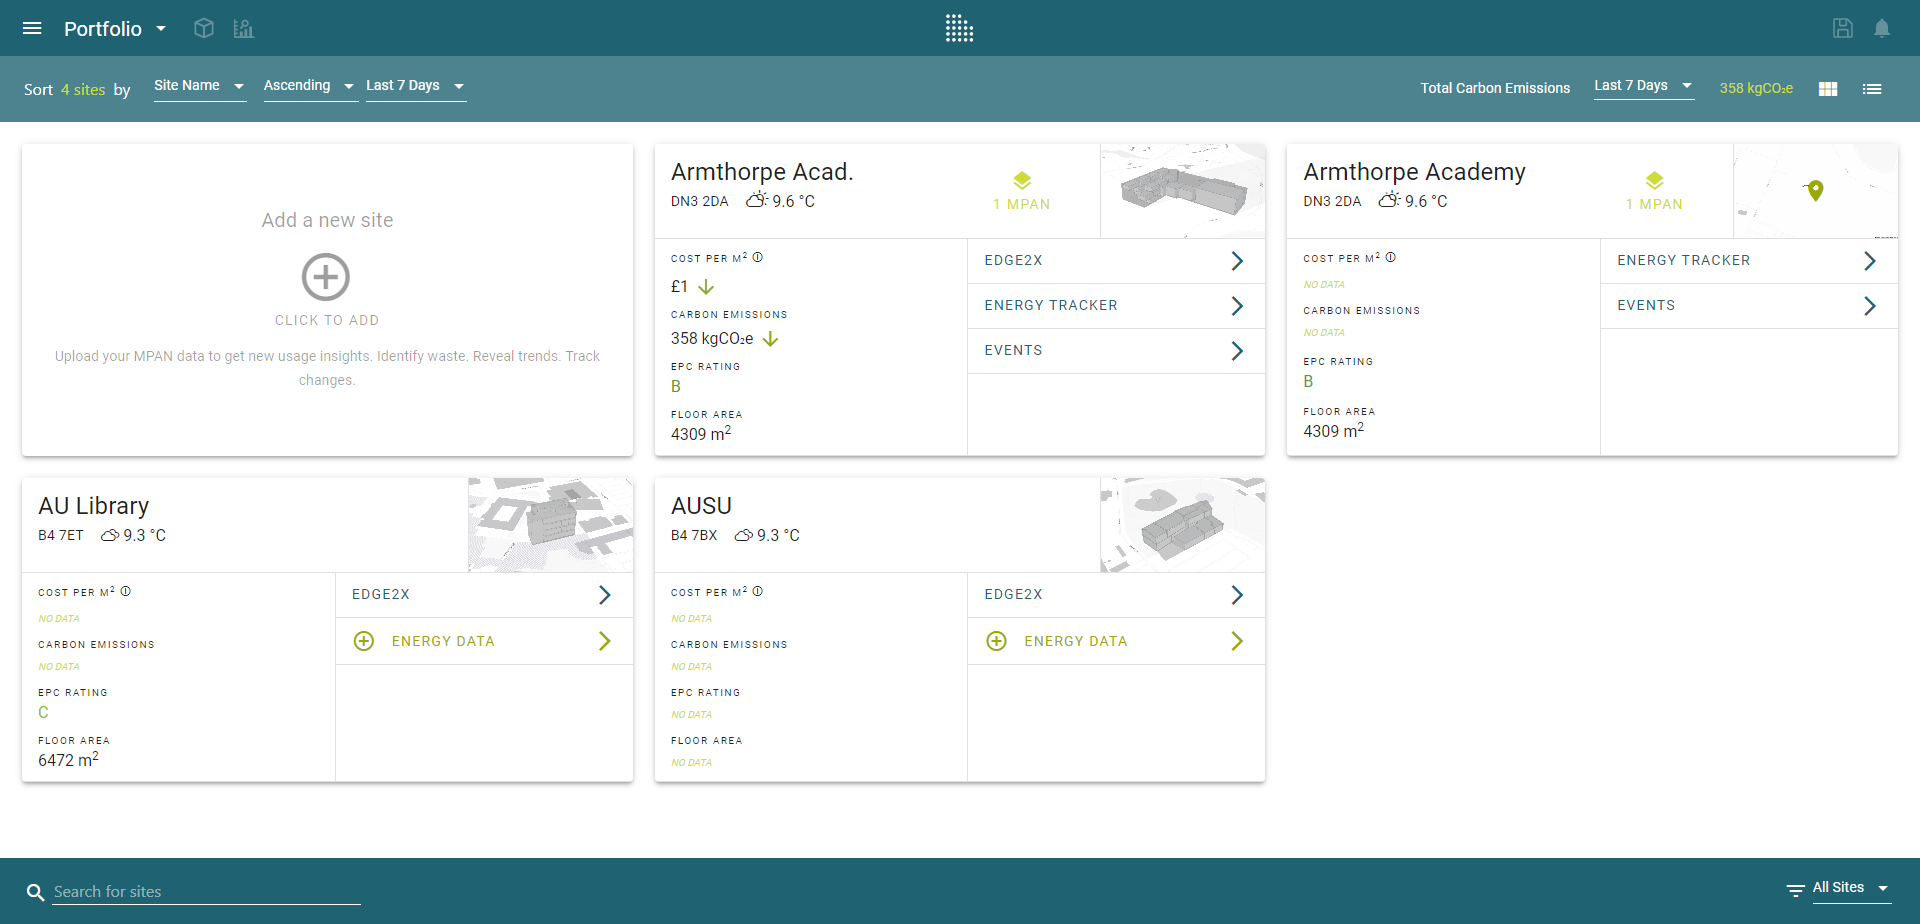 Portfolio
Sort 4 sites by Site Name Ascending Last 7 Days Total Carbon Emissions Last 7 Days 358 kgCO₂e
Add a new site
CLICK TO ADD
Upload your MPAN data to get new usage insights. Identify waste. Reveal trends. Track
changes.
Armthorpe Acad.
DN3 2DA 9.6 °C
1 MPAN
COST PER M²
£1
CARBON EMISSIONS
358 kgCO₂e
EPC RATING
B
FLOOR AREA
4309 m²
EDGE2X
ENERGY TRACKER
EVENTS
Armthorpe Academy
DN3 2DA 9.6 °C
1 MPAN
COST PER M²
NO DATA
CARBON EMISSIONS
NO DATA
EPC RATING
B
FLOOR AREA
4309 m²
ENERGY TRACKER
EVENTS
AU Library
B4 7ET 9.3 °C
COST PER M²
NO DATA
CARBON EMISSIONS
NO DATA
EPC RATING
C
FLOOR AREA
6472 m²
EDGE2X
ENERGY DATA
AUSU
B4 7BX 9.3 °C
COST PER M²
NO DATA
CARBON EMISSIONS
NO DATA
EPC RATING
NO DATA
FLOOR AREA
NO DATA
EDGE2X
ENERGY DATA
Search for sites
All Sites